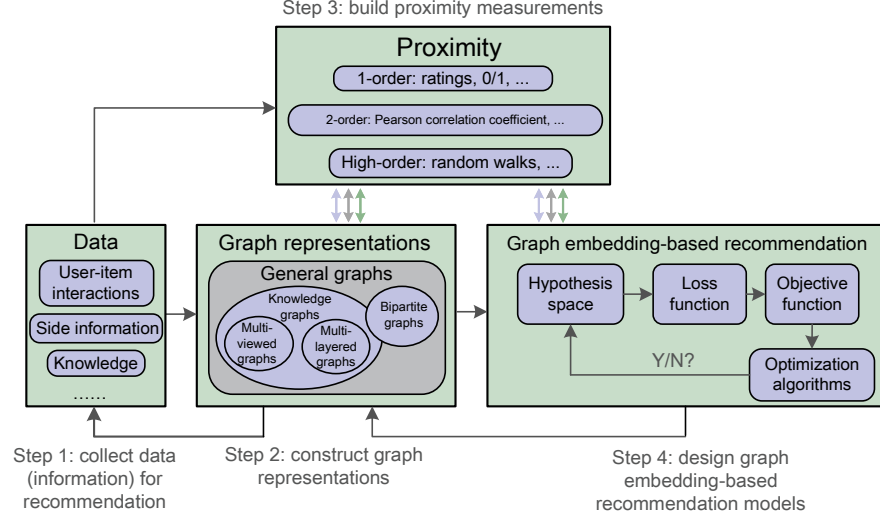 Step 3: build proximity measurements
Proximity
1-order: ratings, 0/1, ...
2-order: Pearson correlation coefficient, ...
High-order: random walks, ...
Data
User-item
interactions
Side information
Knowledge
......
Graph representations
General graphs
Knowledge
graphs
Multi-
viewed graphs
Multi-
layered graphs
Bipartite
graphs
Graph embedding-based recommendation
Hypothesis
space
Loss
function
Objective
function
Y/N?
Optimization
algorithms
Step 1: collect data
(information) for
recommendation
Step 2: construct graph
representations
Step 4: design graph
embedding-based
recommendation models